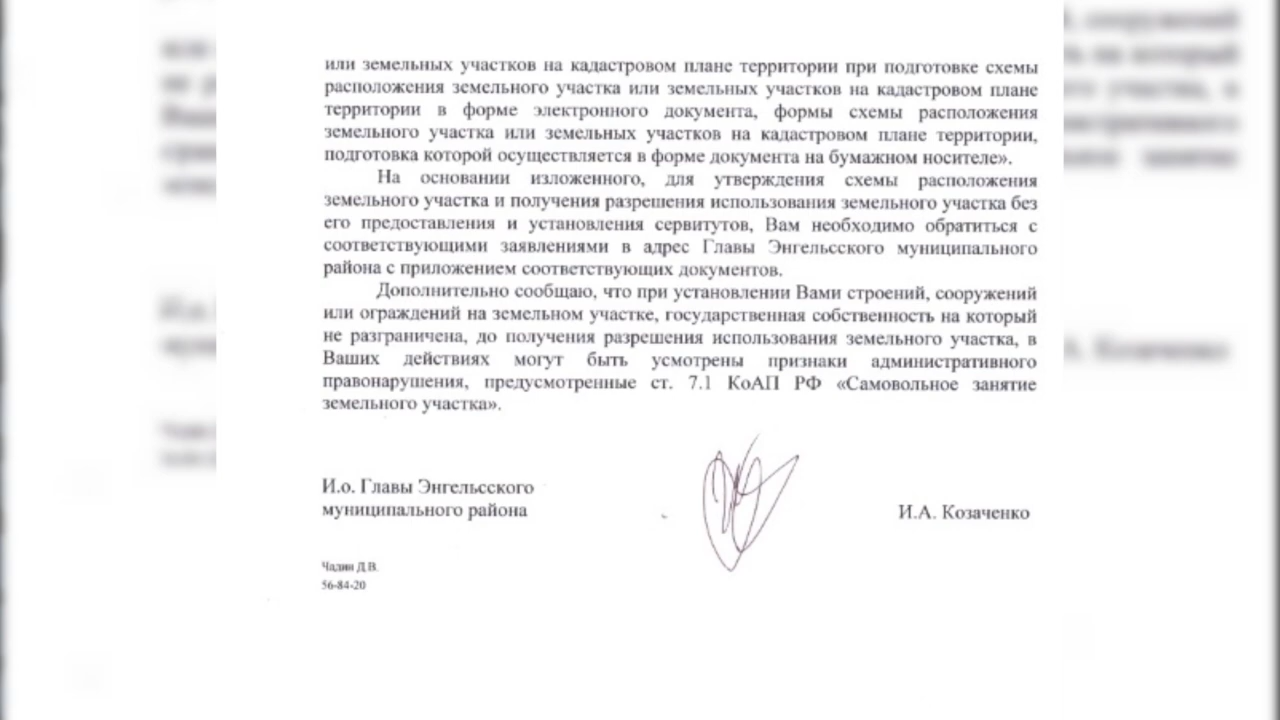 или земельных участков на кадастровом плане территории при подготовке схемы
расположения земельного участка или земельных участков на кадастровом плане
территории в форме электронного документа, формы схемы расположения
земельного участка или земельных участков на кадастровом плане территории,
подготовка которой осуществляется в форме документа на бумажном носителе».
На основании изложенного, для утверждения схемы расположения
земельного участка и получения разрешения использования земельного участка без
его предоставления и установления сервитутов, Вам необходимо обратиться с
соответствующими заявлениями в адрес Главы Энгельсского муниципального
района с приложением соответствующих документов.
Дополнительно сообщаю, что при установлении Вами строений, сооружений
или ограждений на земельном участке, государственная собственность на который
не разграничена, до получения разрешения использования земельного участка, в
Ваших действиях могут быть усмотрены признаки административного
правонарушения, предусмотренные ст. 7.1 КоАП РФ «Самовольное занятие
земельного участка».
И.о. Главы Энгельсского
муниципального района
И.А. Козаченко
Чадин Д.В.
56-84-20